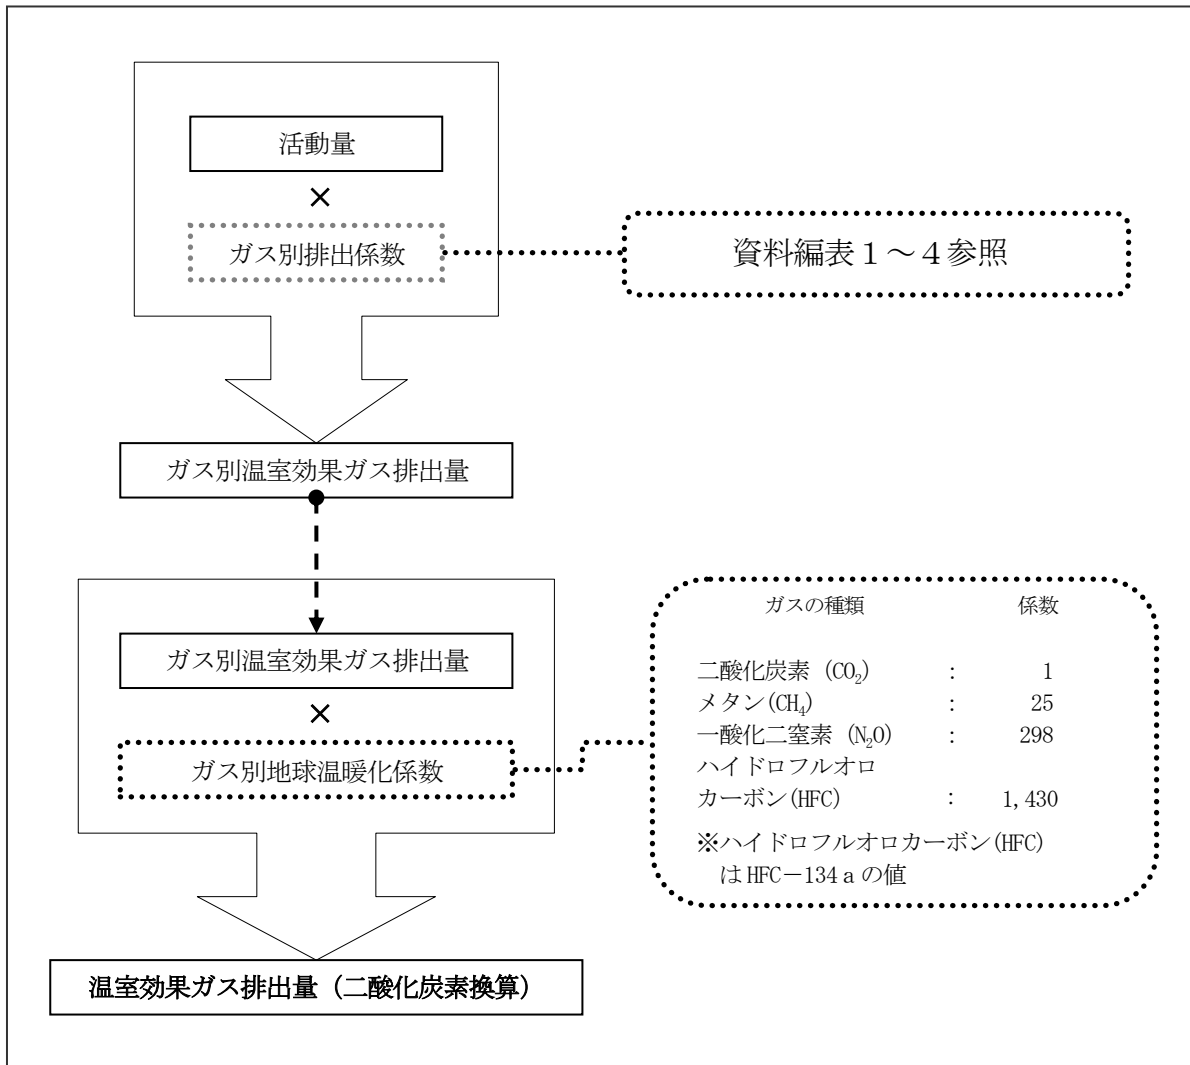 活動量
×
ガス別排出係数
資料編表１～４参照
ガス別温室効果ガス排出量
ガス別温室効果ガス排出量
×
ガス別地球温暖化係数
ガスの種類 係数
二酸化炭素（CO₂） ： 1
メタン(CH₄) ： 25
一酸化二窒素（N₂O） ： 298
ハイドロフルオロ
カーボン(HFC) ： 1,430
※ハイドロフルオロカーボン(HFC)
はHFC－134ａの値
温室効果ガス排出量（二酸化炭素換算）